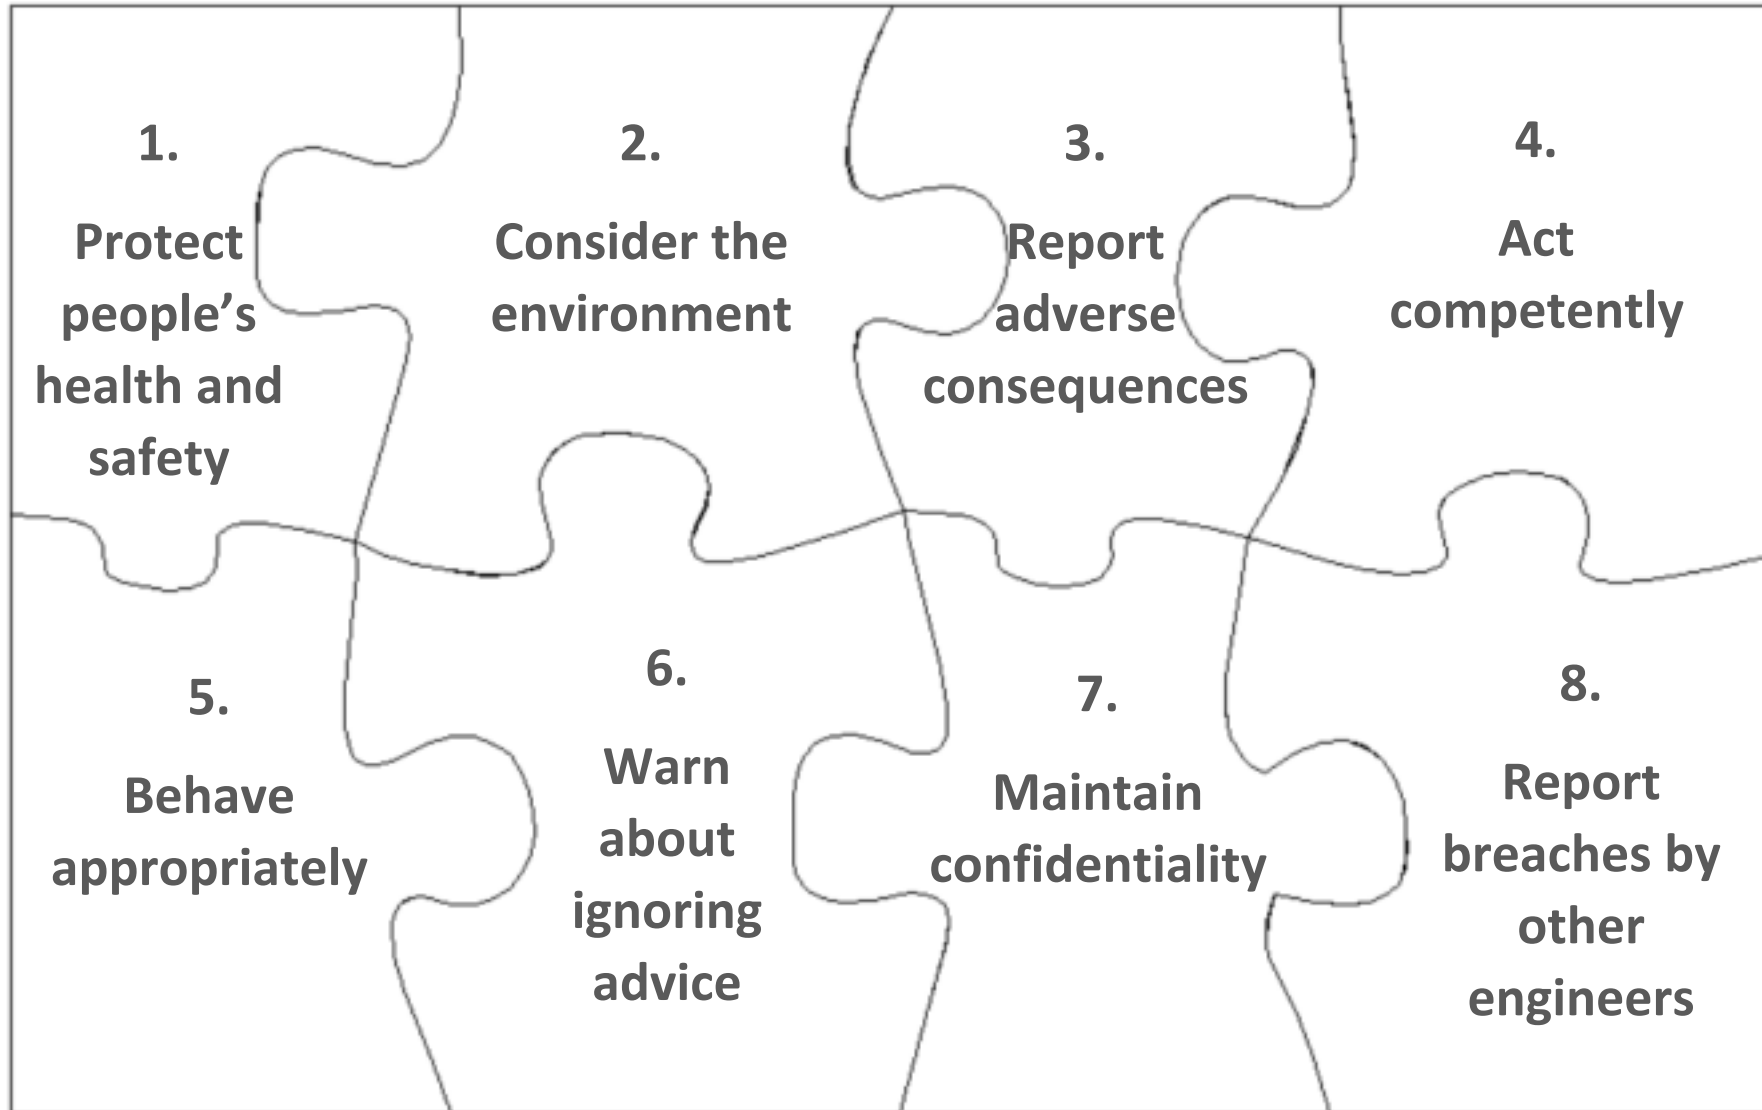 1.
Protect
people’s
health and
safety
2.
Consider the
environment
3.
Report
adverse
consequences
4.
Act
competently
5.
Behave
appropriately
6.
Warn
about
ignoring
advice
7.
Maintain
confidentiality
8.
Report
breaches by
other
engineers